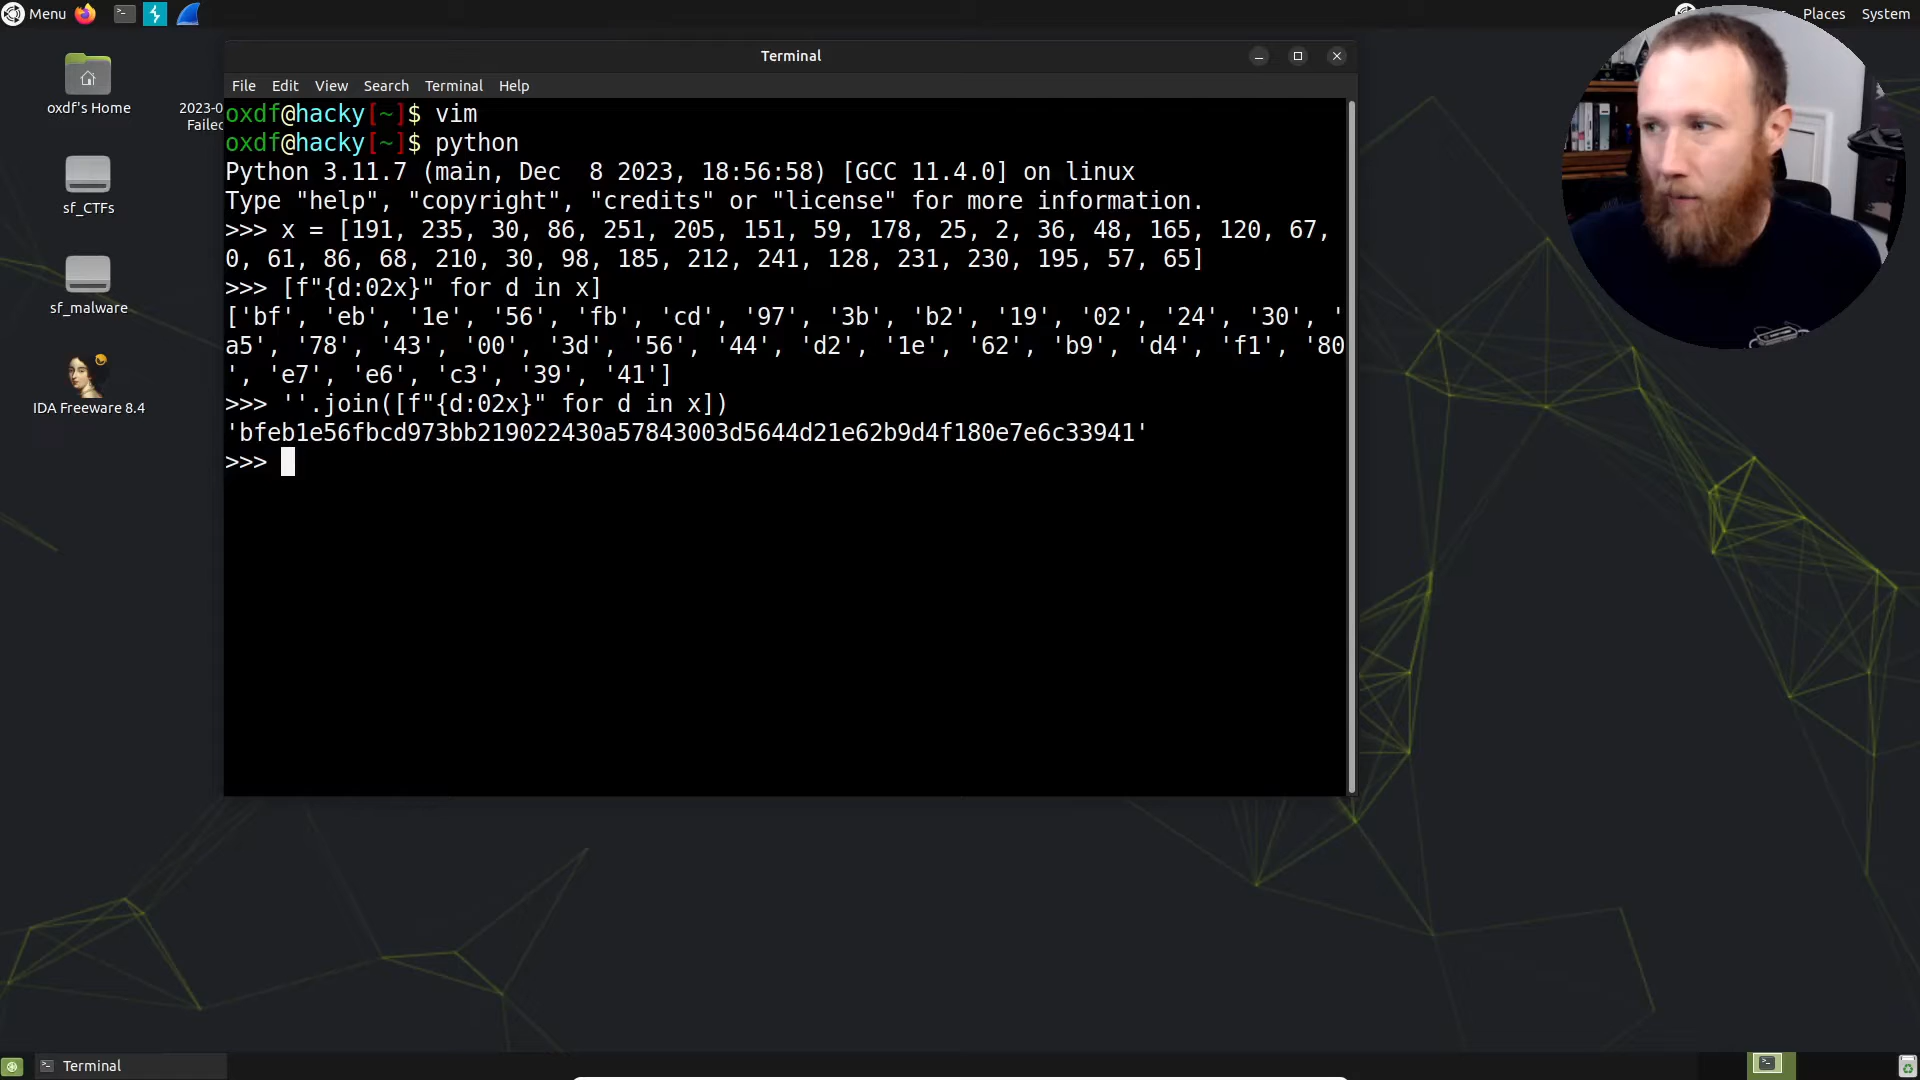 Menu
Places
System
Terminal
File Edit View Search Terminal Help
oxdf's Home
2023-0
Failed
sf_CTFs
sf_malware
IDA Freeware 8.4
oxdf@hacky[~]$ vim
oxdf@hacky[~]$ python
Python 3.11.7 (main, Dec  8 2023, 18:56:58) [GCC 11.4.0] on linux
Type "help", "copyright", "credits" or "license" for more information.
>>> x = [191, 235, 30, 86, 251, 205, 151, 59, 178, 25, 2, 36, 48, 165, 120, 67,
0, 61, 86, 68, 210, 30, 98, 185, 212, 241, 128, 231, 230, 195, 57, 65]
>>> [f"{d:02x}" for d in x]
['bf', 'eb', '1e', '56', 'fb', 'cd', '97', '3b', 'b2', '19', '02', '24', '30', '
a5', '78', '43', '00', '3d', '56', '44', 'd2', '1e', '62', 'b9', 'd4', 'f1', '80
', 'e7', 'e6', 'c3', '39', '41']
>>> ''.join([f"{d:02x}" for d in x])
'bfeb1e56fbcd973bb219022430a57843003d5644d21e62b9d4f180e7e6c33941'
>>>
Terminal